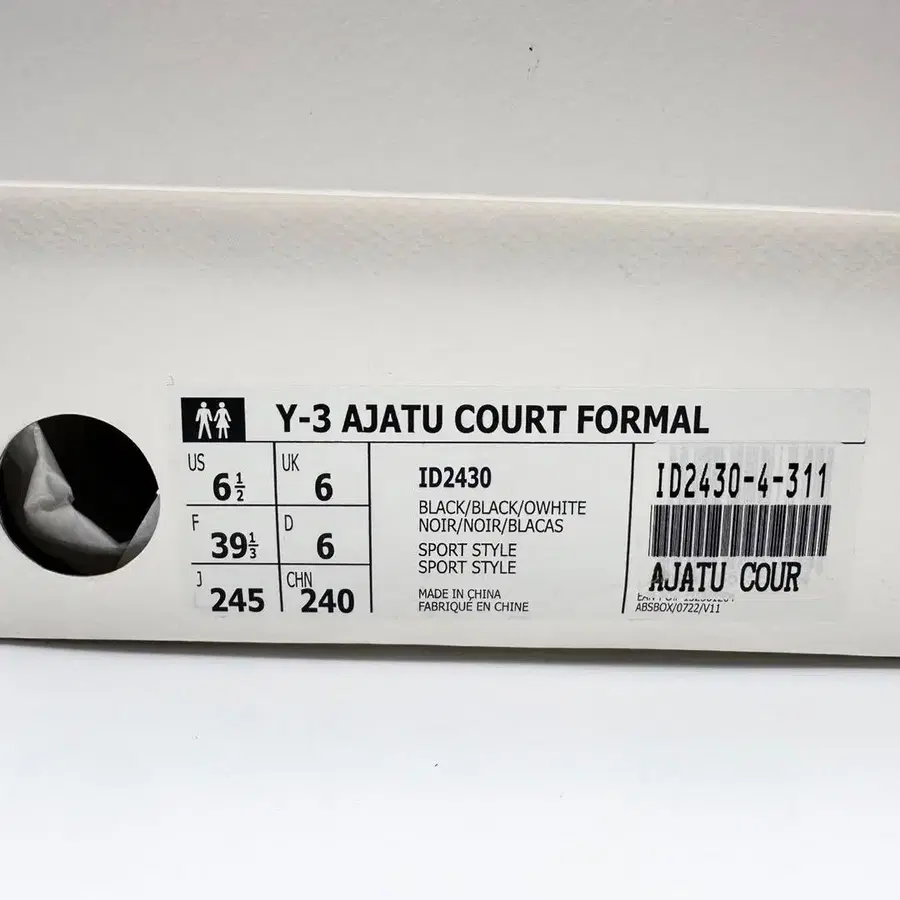 Y-3 AJATU COURT FORMAL
US 6½ UK 6
F 39⅓ D 6
J 245 CHN 240
ID2430
BLACK/BLACK/OWHITE
NOIR/NOIR/BLACAS
SPORT STYLE
SPORT STYLE
MADE IN CHINA
FABRIQUÉ EN CHINE
ID2430-4-311
AJATU COUR
ABSBOX/0722/V11